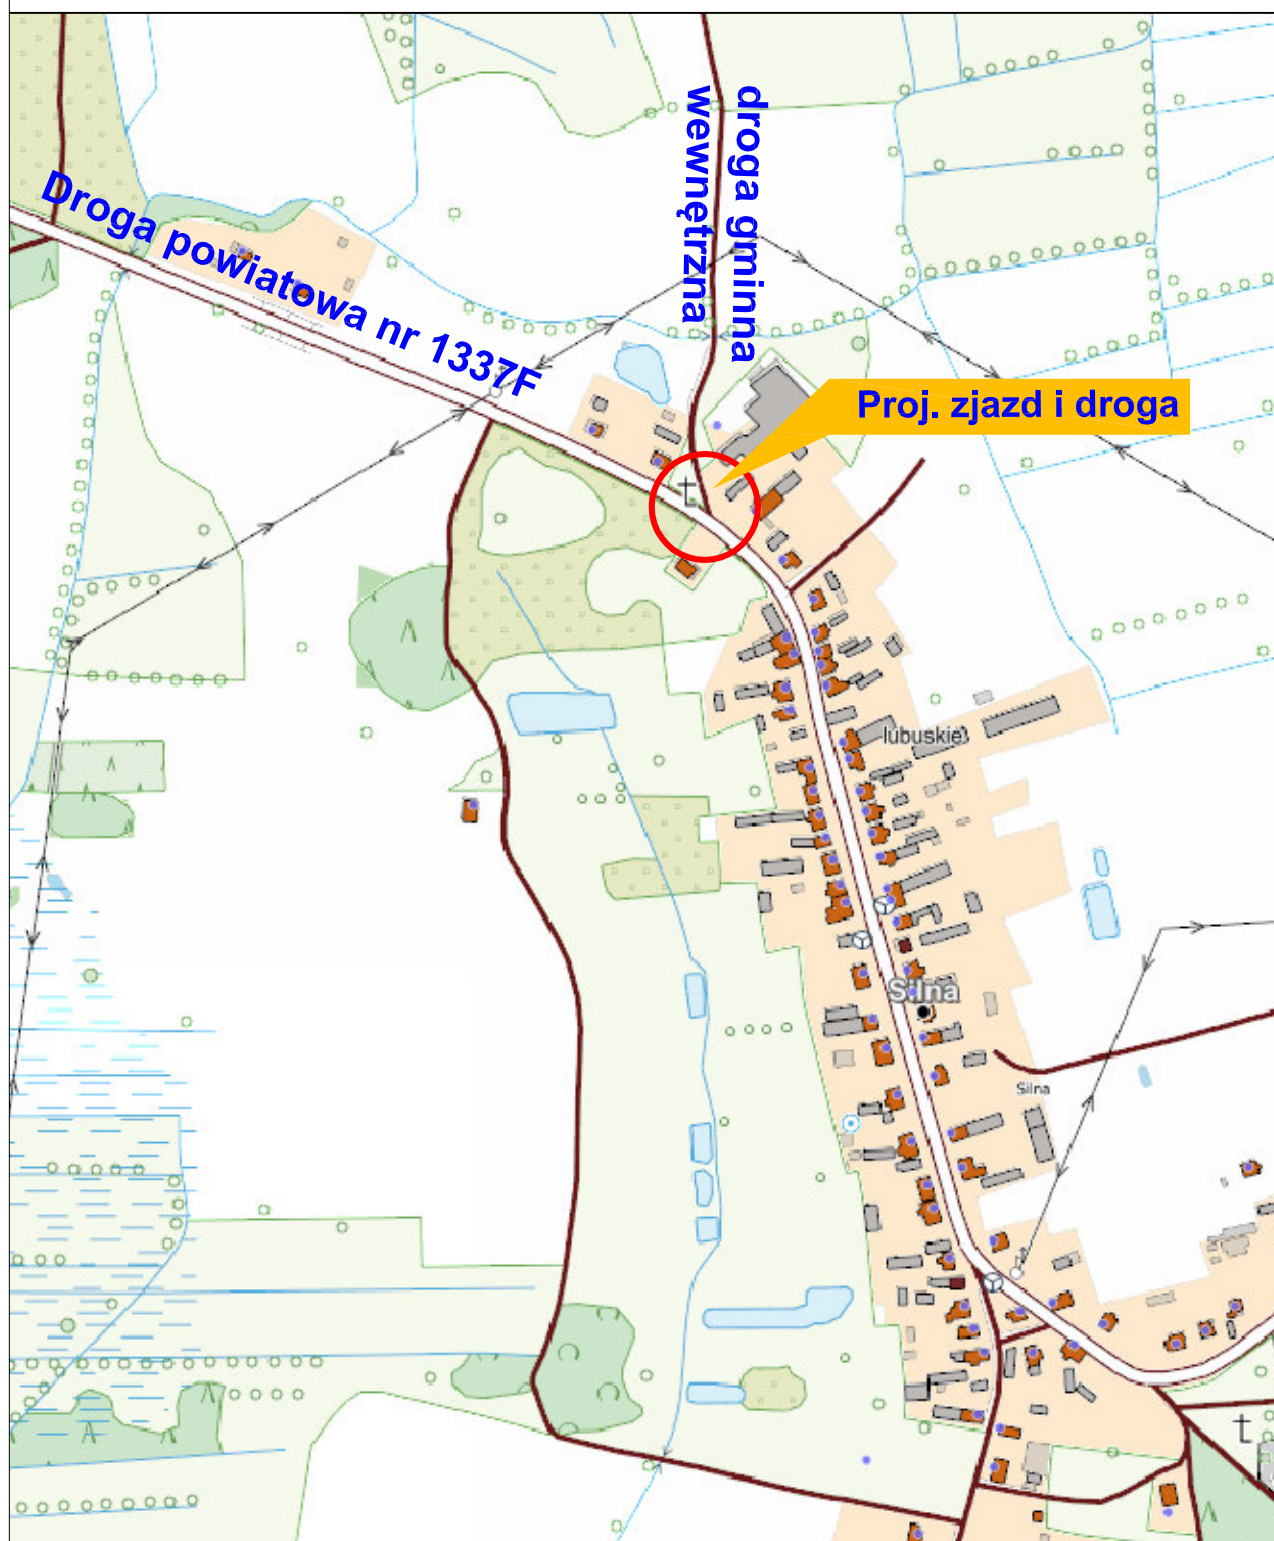 droga gminna
wewnętrzna
Droga powiatowa nr 1337F
Proj. zjazd i droga
lubuskie
Silna
Silna